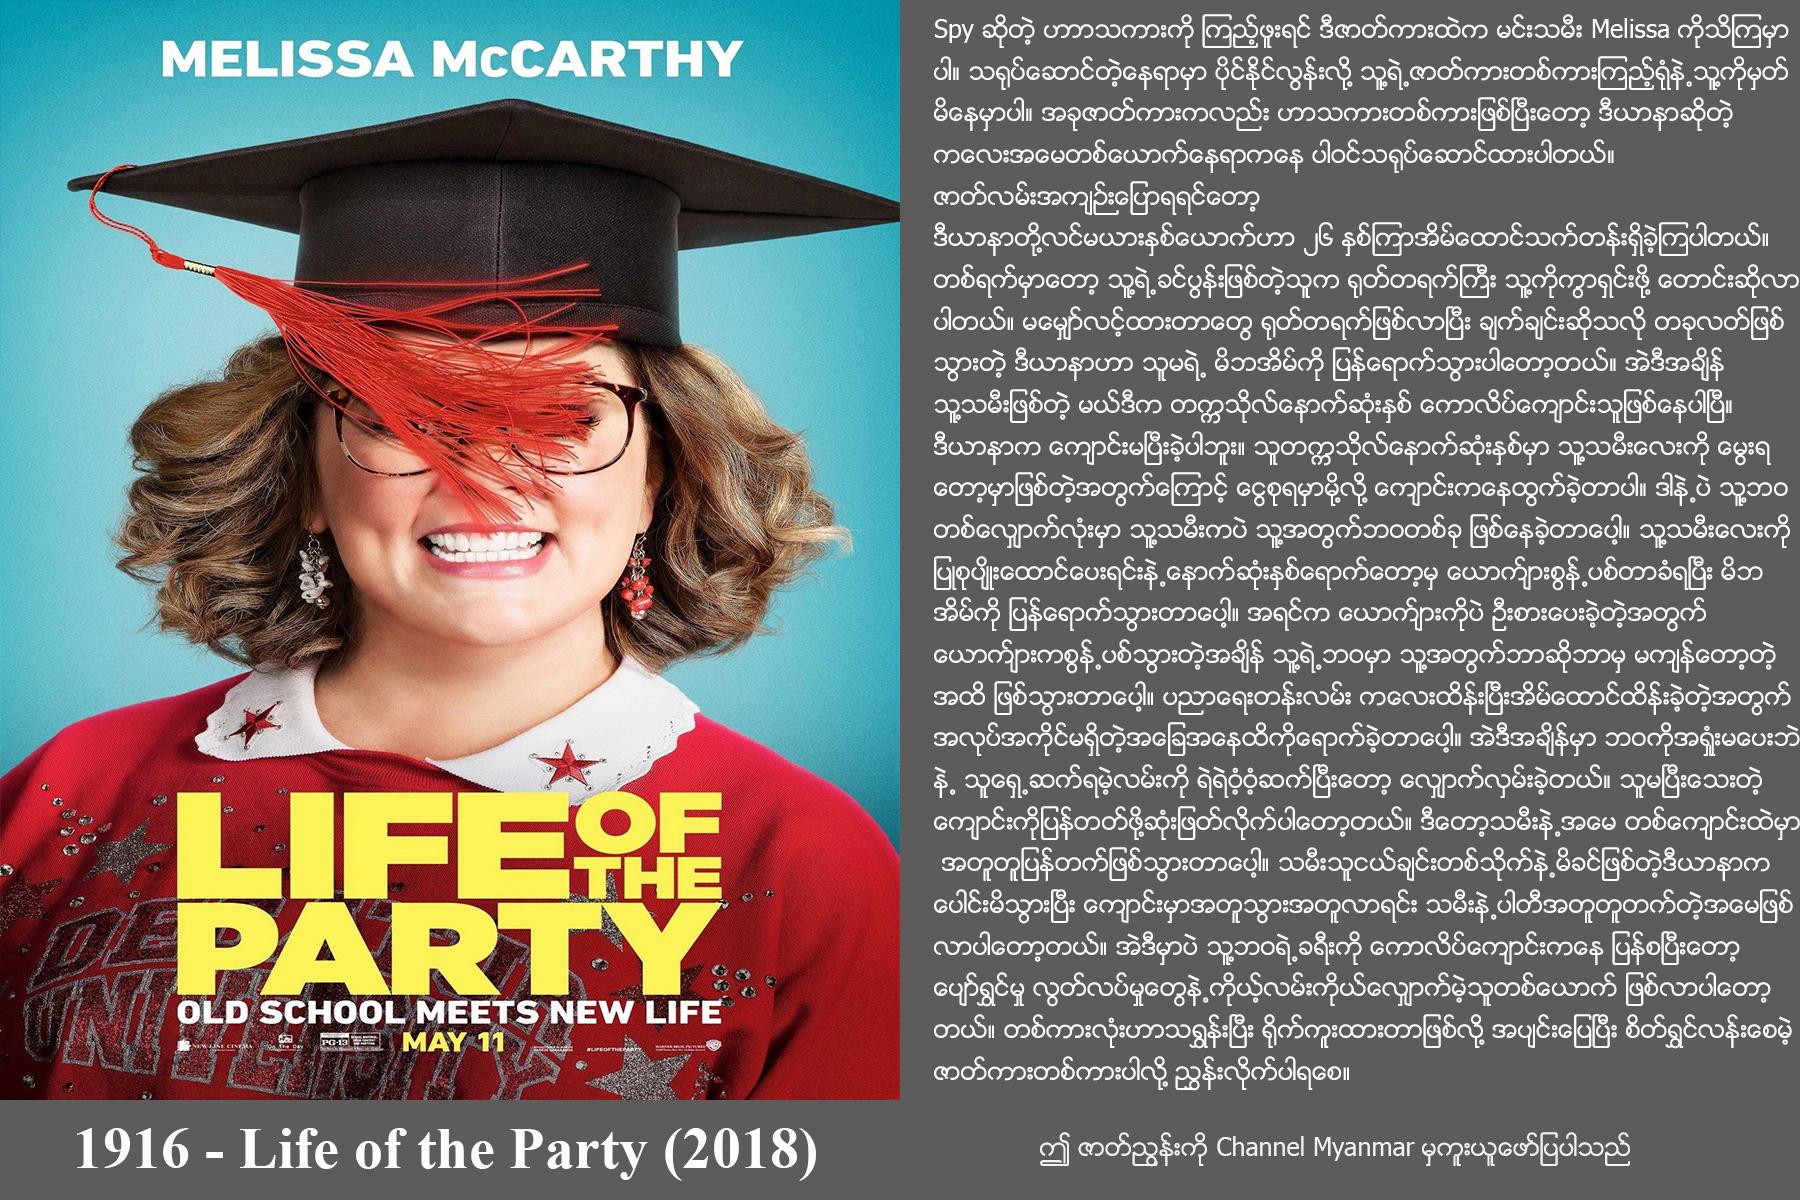 MELISSA McCARTHY
LIFE OF
THE
PARTY
OLD SCHOOL MEETS NEW LIFE
MAY 11
NEW LINE CINEMA
On The Day
PG-13
#LIFEOFTHEPARTY
1916 - Life of the Party (2018)
Spy ဆိုတဲ့ ဟာာသကားကို ကြည့်ဖူးရင် ဒီဇာတ်ကားထဲက မင်းသမီး Melissa ကိုသိကြမှာ
ပါ။ သရုပ်ဆောင်တဲ့နေရာမှာ ပိုင်နိုင်လွန်းလို့ သူ့ရဲ့ဇာတ်ကားတစ်ကားကြည့်ရုံနဲ့သူ့ကိုမှတ်
မိနေမှာပါ။ အခုဇာတ်ကားကလည်း ဟာသကားတစ်ကားဖြစ်ပြီးတော့ ဒီယာနာဆိုတဲ့
ကလေးအမေတစ်ယောက်နေရာကနေ ပါဝင်သရုပ်ဆောင်ထားပါတယ်။
ဇာတ်လမ်းအကျဉ်းပြောရရင်တော့
ဒီယာနာတို့လင်မယားနှစ်ယောက်ဟာ ၂၆ နှစ်ကြာအိမ်ထောင်သက်တန်းရှိခဲ့ကြပါတယ်။
တစ်ရက်မှာတော့ သူ့ရဲ့ခင်ပွန်းဖြစ်တဲ့သူက ရုတ်တရက်ကြီး သူ့ကိုကွာရှင်းဖို့ တောင်းဆိုလာ
ပါတယ်။ မမျှော်လင့်ထားတာတွေ ရုတ်တရက်ဖြစ်လာပြီး ချက်ချင်းဆိုသလို တခုလတ်ဖြစ်
သွားတဲ့ ဒီယာနာဟာ သူမရဲ့ မိဘအိမ်ကို ပြန်ရောက်သွားပါတော့တယ်။ အဲဒီအချိန်
သူ့သမီးဖြစ်တဲ့ မယ်ဒီက တက္ကသိုလ်နောက်ဆုံးနှစ် ကောလိပ်ကျောင်းသူဖြစ်နေပါပြီ။
ဒီယာနာက ကျောင်းမပြီးခဲ့ပါဘူး။ သူတက္ကသိုလ်နောက်ဆုံးနှစ်မှာ သူ့သမီးလေးကို မွေးရ
တော့မှာဖြစ်တဲ့အတွက်ကြောင့် ငွေစုရမှာမို့လို့ ကျောင်းကနေထွက်ခဲ့တာပါ။ ဒါနဲ့ပဲ သူ့ဘဝ
တစ်လျှောက်လုံးမှာ သူ့သမီးကပဲ သူ့အတွက်ဘဝတစ်ခု ဖြစ်နေခဲ့တာပေါ့။ သူ့သမီးလေးကို
ပြုစုပျိုးထောင်ပေးရင်းနဲ့နောက်ဆုံးနှစ်ရောက်တော့မှ ယောက်ျားစွန့်ပစ်တာခံရပြီး မိဘ
အိမ်ကို ပြန်ရောက်သွားတာပေါ့။ အရင်က ယောက်ျားကိုပဲ ဦးစားပေးခဲ့တဲ့အတွက်
ယောက်ျားကစွန့်ပစ်သွားတဲ့အချိန် သူ့ရဲ့ဘဝမှာ သူ့အတွက်ဘာဆိုဘာမှ မကျန်တော့တဲ့
အထိ ဖြစ်သွားတာပေါ့။ ပညာရေးတန်းလမ်း ကလေးထိန်းပြီးအိမ်ထောင်ထိန်းခဲ့တဲ့အတွက်
အလုပ်အကိုင်မရှိတဲ့အခြေအနေထိကိုရောက်ခဲ့တာပေါ့။ အဲဒီအချိန်မှာ ဘဝကိုအရှုံးမပေးဘဲ
နဲ့ သူရှေ့ဆက်ရမဲ့လမ်းကို ရဲရဲဝံ့ဝံ့ဆက်ပြီးတော့ လျှောက်လှမ်းခဲ့တယ်။ သူမပြီးသေးတဲ့
ကျောင်းကိုပြန်တတ်ဖို့ဆုံးဖြတ်လိုက်ပါတော့တယ်။ ဒီတော့သမီးနဲ့အမေ တစ်ကျောင်းထဲမှာ
အတူတူပြန်တက်ဖြစ်သွားတာပေါ့။ သမီးသူငယ်ချင်းတစ်သိုက်နဲ့မိခင်ဖြစ်တဲ့ဒီယာနာက
ပေါင်းမိသွားပြီး ကျောင်းမှာအတူသွားအတူလာရင်း သမီးနဲ့ပါတီအတူတူတက်တဲ့အမေဖြစ်
လာပါတော့တယ်။ အဲဒီမှာပဲ သူ့ဘဝရဲ့ခရီးကို ကောလိပ်ကျောင်းကနေ ပြန်စပြီးတော့
ပျော်ရွှင်မှု လွတ်လပ်မှုတွေနဲ့ကိုယ့်လမ်းကိုယ်လျှောက်မဲ့သူတစ်ယောက် ဖြစ်လာပါတော့
တယ်။ တစ်ကားလုံးဟာသရွှန်းပြီး ရိုက်ကူးထားတာဖြစ်လို့ အပျင်းပြေပြီး စိတ်ရွှင်လန်းစေမဲ့
ဇာတ်ကားတစ်ကားပါလို့ ညွှန်းလိုက်ပါရစေ။
ဤ ဇာတ်ညွှန်းကို Channel Myanmar မှကူးယူဖော်ပြပါသည်